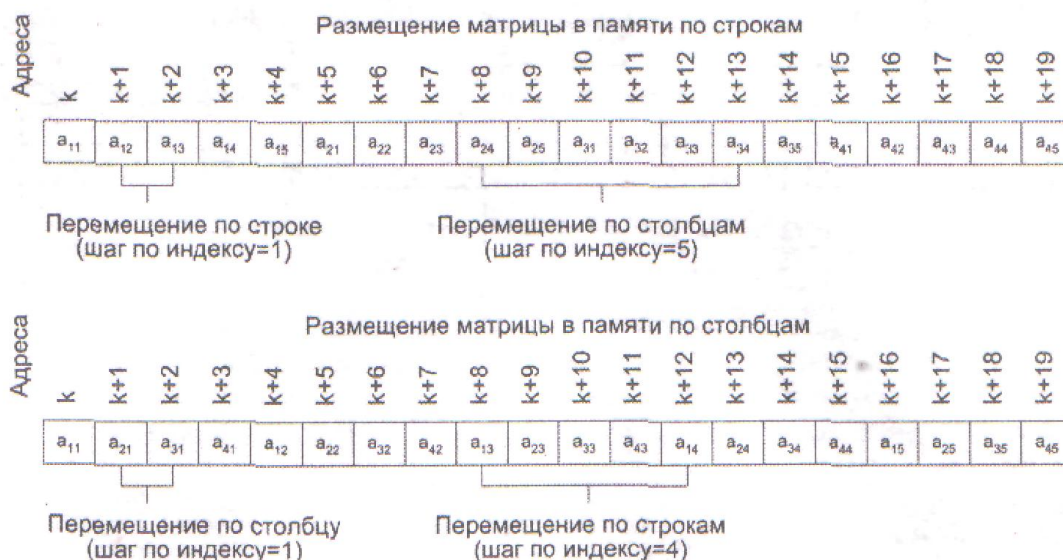 Размещение матрицы в памяти по строкам
Адреса
k k+1 k+2 k+3 k+4 k+5 k+6 k+7 k+8 k+9 k+10 k+11 k+12 k+13 k+14 k+15 k+16 k+17 k+18 k+19
a11 a12 a13 a14 a15 a21 a22 a23 a24 a25 a31 a32 a33 a34 a35 a41 a42 a43 a44 a45
Перемещение по строке
(шаг по индексу=1)
Перемещение по столбцам
(шаг по индексу=5)
Размещение матрицы в памяти по столбцам
Адреса
k k+1 k+2 k+3 k+4 k+5 k+6 k+7 k+8 k+9 k+10 k+11 k+12 k+13 k+14 k+15 k+16 k+17 k+18 k+19
a11 a21 a31 a41 a12 a22 a32 a42 a13 a23 a33 a43 a14 a24 a34 a44 a15 a25 a35 a45
Перемещение по столбцу
(шаг по индексу=1)
Перемещение по строкам
(шаг по индексу=4)